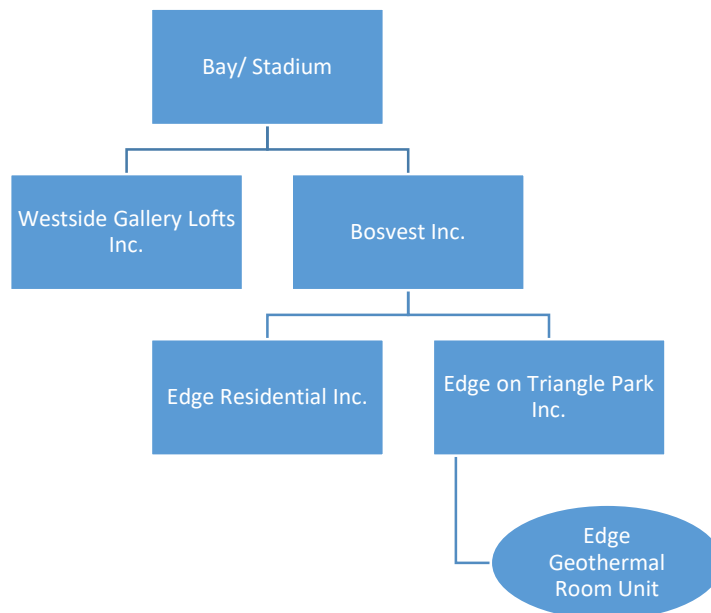 Bay/ Stadium
Westside Gallery Lofts
Inc.
Bosvest Inc.
Edge Residential Inc.
Edge on Triangle Park
Inc.
Edge
Geothermal
Room Unit